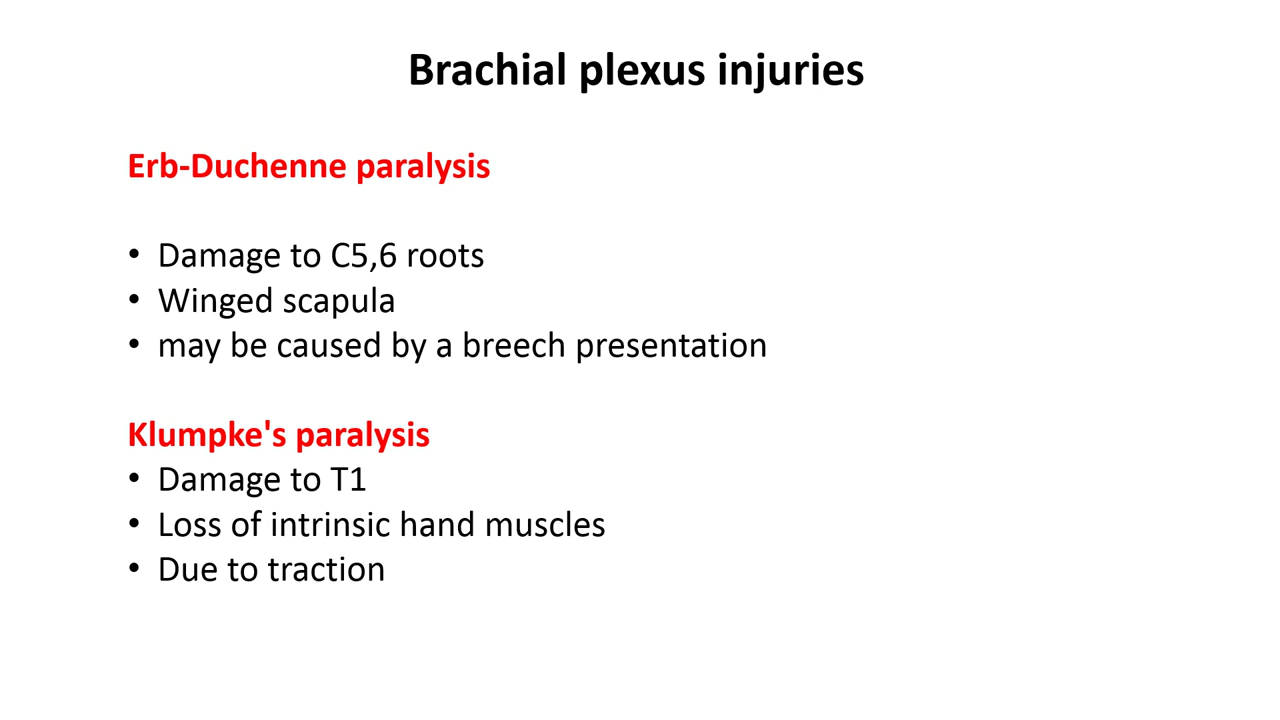 Brachial plexus injuries
Erb-Duchenne paralysis
• Damage to C5,6 roots
• Winged scapula
• may be caused by a breech presentation
Klumpke's paralysis
• Damage to T1
• Loss of intrinsic hand muscles
• Due to traction